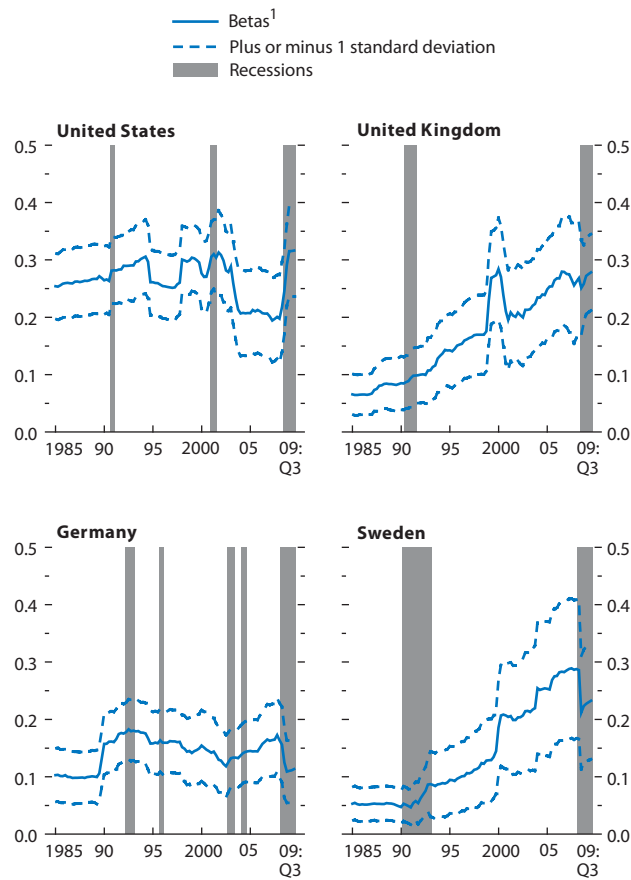 Betas¹
Plus or minus 1 standard deviation
Recessions
United States
0.5
0.4
0.3
0.2
0.1
0.0
1985 90 95 2000 05 09:
Q3
United Kingdom
0.5
0.4
0.3
0.2
0.1
0.0
1985 90 95 2000 05 09:
Q3
Germany
0.5
0.4
0.3
0.2
0.1
0.0
1985 90 95 2000 05 09:
Q3
Sweden
0.5
0.4
0.3
0.2
0.1
0.0
1985 90 95 2000 05 09:
Q3